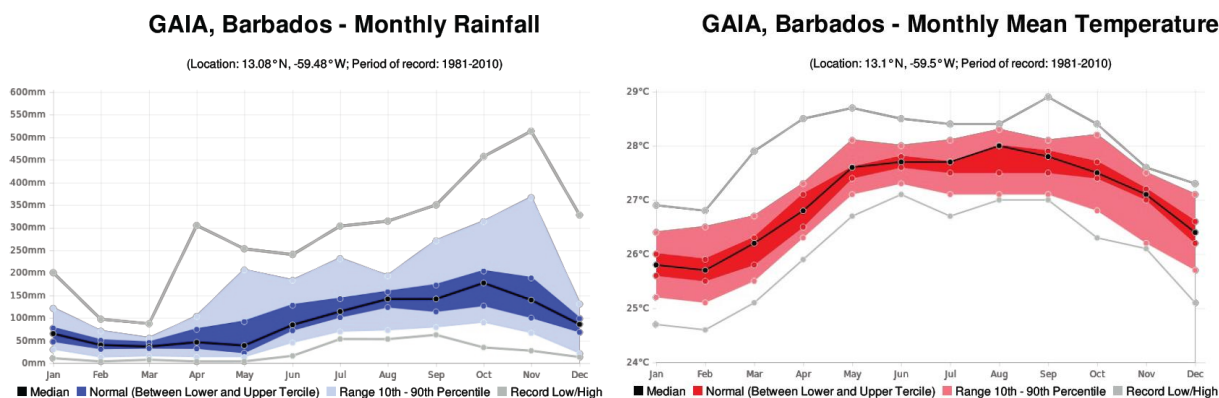 GAIA, Barbados - Monthly Rainfall
(Location: 13.08°N, -59.48°W; Period of record: 1981-2010)
600mm
550mm
500mm
450mm
400mm
350mm
300mm
250mm
200mm
150mm
100mm
50mm
0mm
Jan Feb Mar Apr May Jun Jul Aug Sep Oct Nov Dec
Median Normal (Between Lower and Upper Tercile) Range 10th - 90th Percentile Record Low/High
GAIA, Barbados - Monthly Mean Temperature
(Location: 13.1°N, -59.5°W; Period of record: 1981-2010)
29°C
28°C
27°C
26°C
25°C
24°C
Jan Feb Mar Apr May Jun Jul Aug Sep Oct Nov Dec
Median Normal (Between Lower and Upper Tercile) Range 10th - 90th Percentile Record Low/High